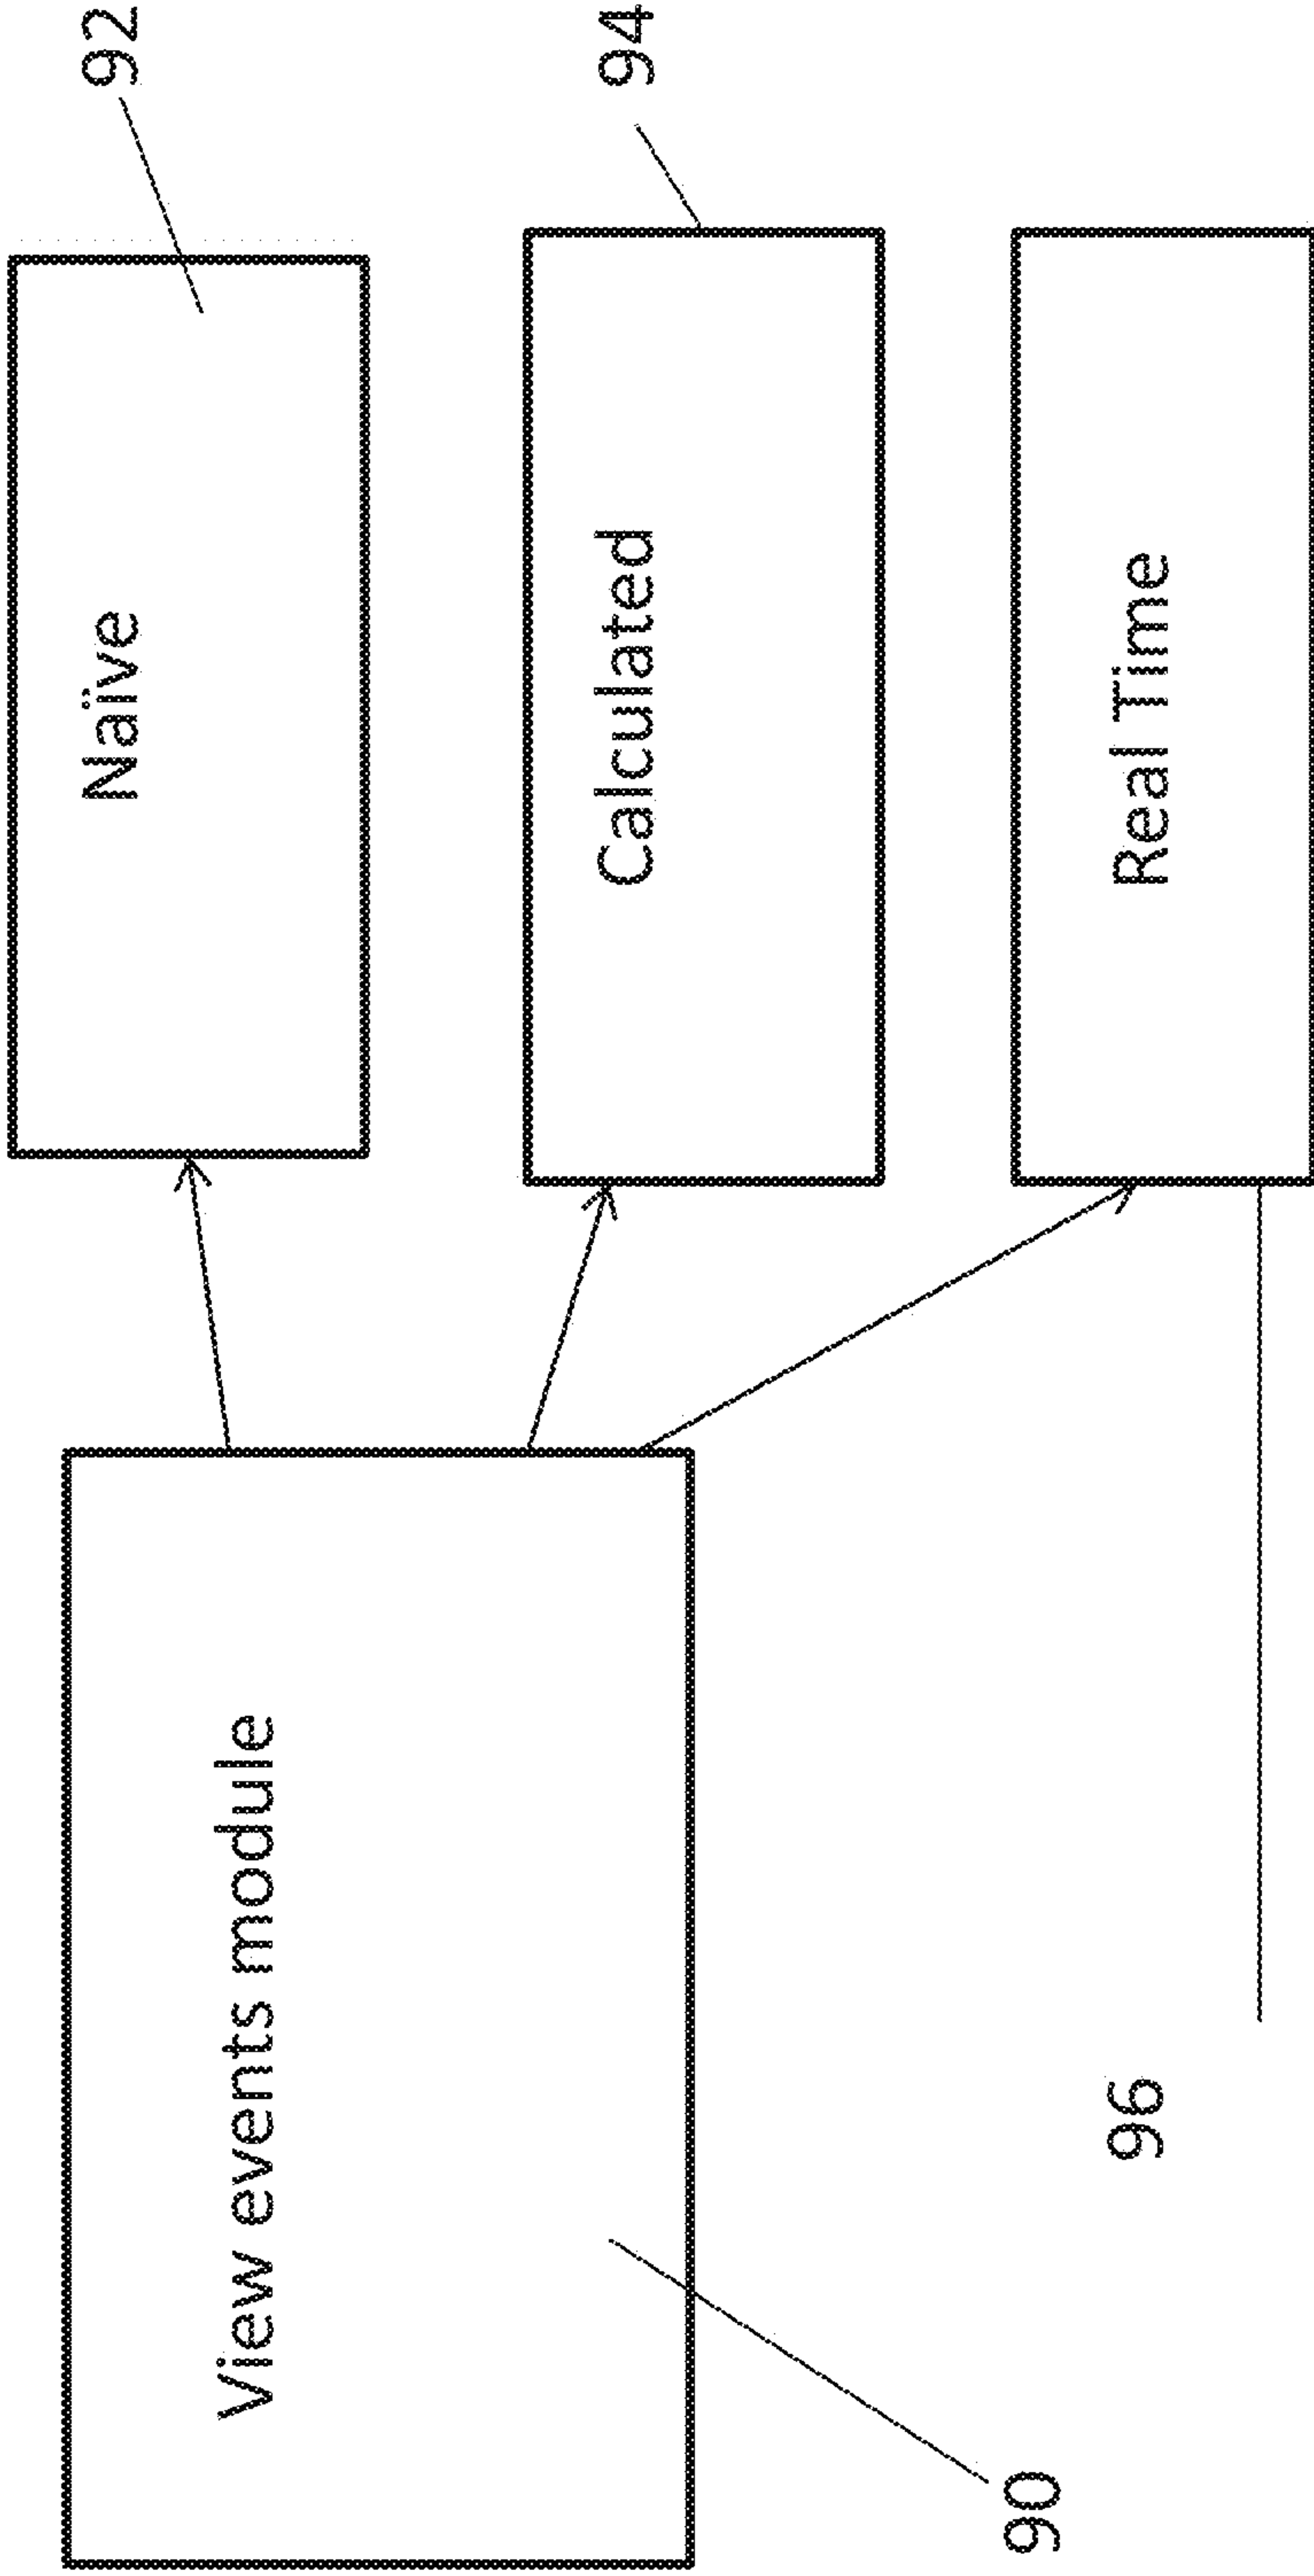 View events module
90
Naïve
92
Calculated
94
Real Time
96